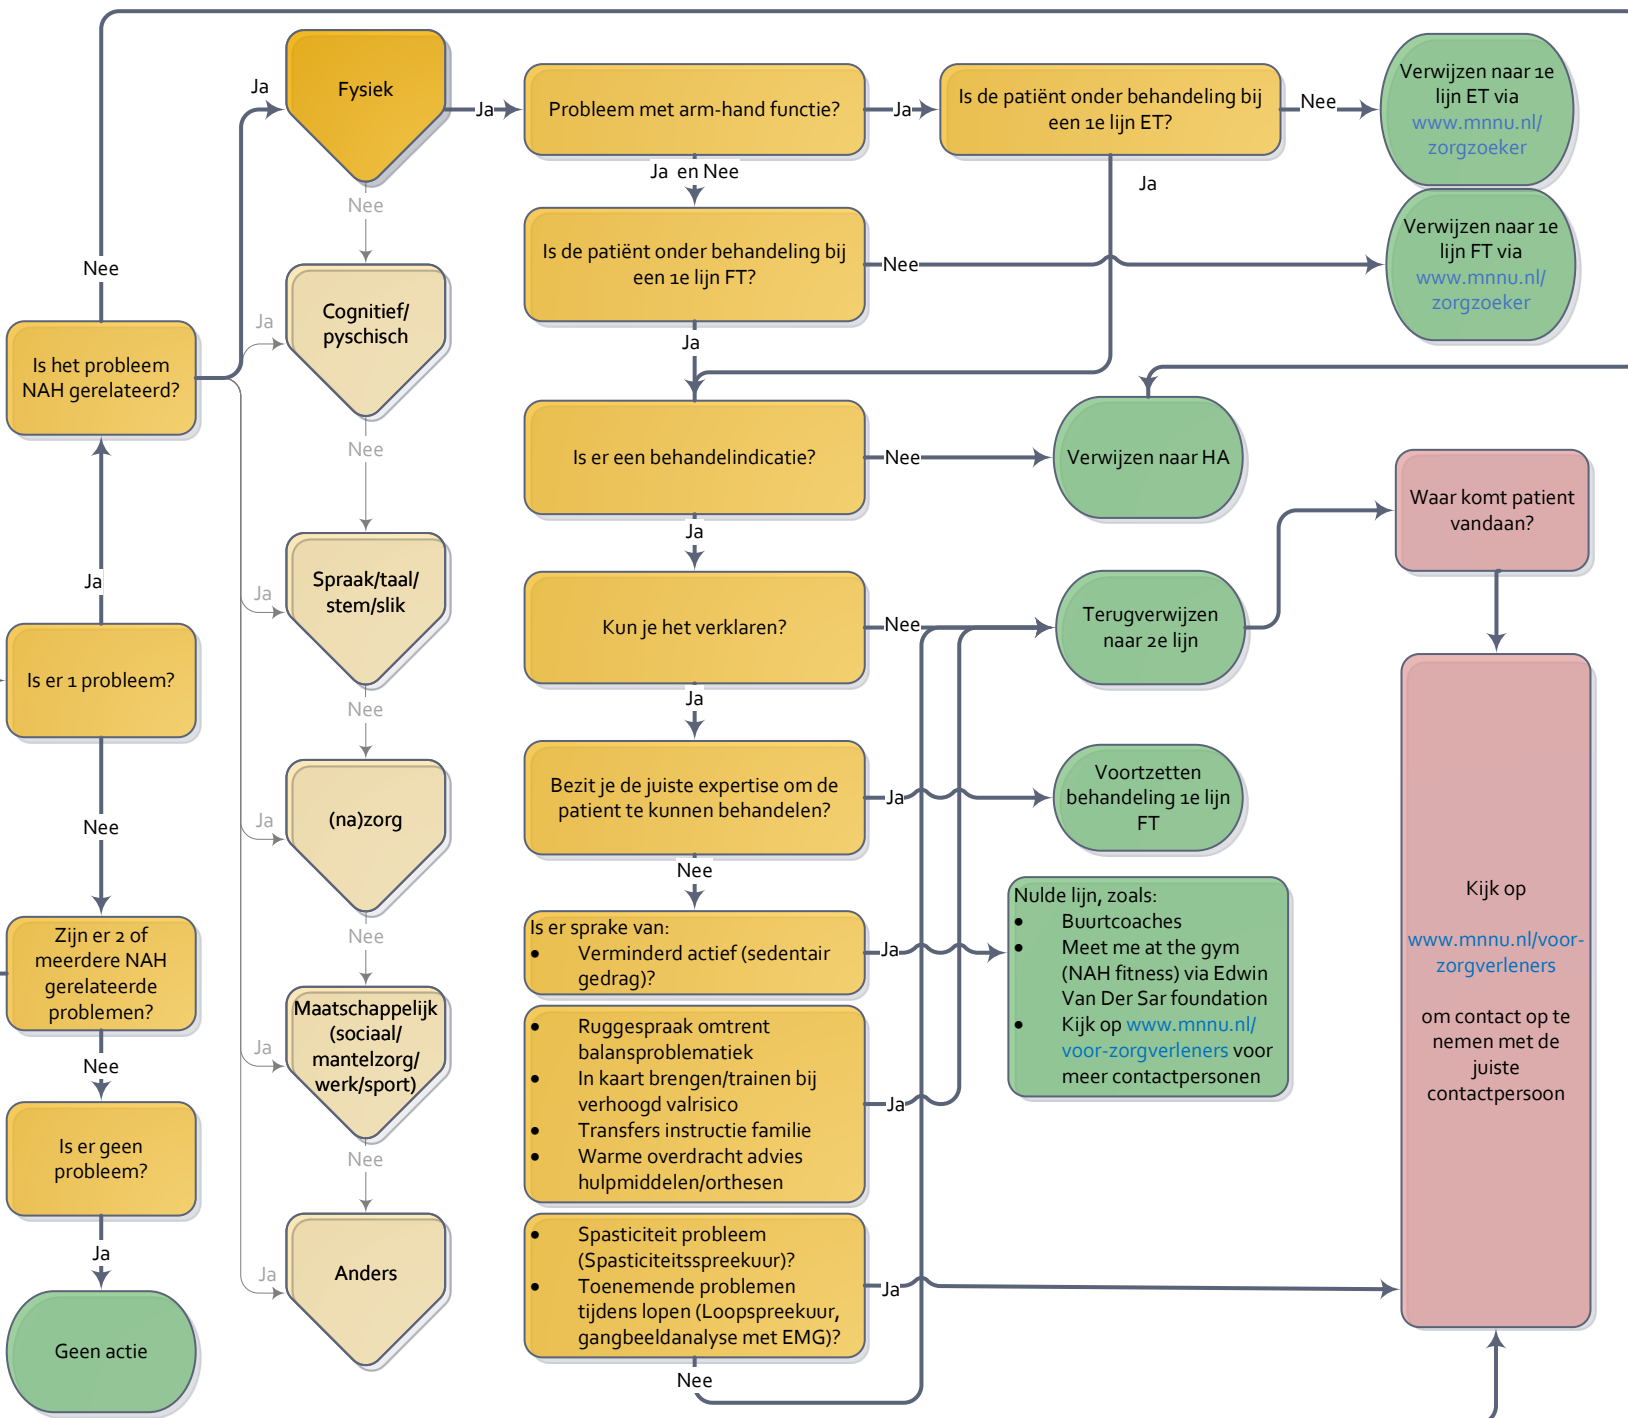 Nee
Is het probleem
NAH gerelateerd?
Ja
Is er 1 probleem?
Nee
Zijn er 2 of
meerdere NAH
gerelateerde
problemen?
Nee
Is er geen
probleem?
Ja
Geen actie
Ja
Fysiek
Nee
Ja
Cognitief/
pyschisch
Nee
Ja
Spraak/taal/
stem/slik
Nee
Ja
(na)zorg
Nee
Ja
Maatschappelijk
(sociaal/
mantelzorg/
werk/sport)
Nee
Ja
Anders
Ja
Probleem met arm-hand functie?
Ja
Is de patiënt onder behandeling bij
een 1e lijn ET?
Nee
Verwijzen naar 1e
lijn ET via
www.mnnu.nl/
zorgzoeker
Ja en Nee
Ja
Is de patiënt onder behandeling bij
een 1e lijn FT?
Nee
Verwijzen naar 1e
lijn FT via
www.mnnu.nl/
zorgzoeker
Ja
Is er een behandelindicatie?
Nee
Verwijzen naar HA
Ja
Kun je het verklaren?
Nee
Terugverwijzen
naar 2e lijn
Waar komt patient
vandaan?
Ja
Bezit je de juiste expertise om de
patient te kunnen behandelen?
Ja
Voortzetten
behandeling 1e lijn
FT
Nee
Is er sprake van:
• Verminderd actief (sedentair
gedrag)?
Ja
Nulde lijn, zoals:
• Buurtcoaches
• Meet me at the gym
(NAH fitness) via Edwin
Van Der Sar foundation
• Kijk op www.mnnu.nl/
voor-zorgverleners voor
meer contactpersonen
• Ruggespraak omtrent
balansproblematiek
• In kaart brengen/trainen bij
verhoogd valrisico
• Transfers instructie familie
• Warme overdracht advies
hulpmiddelen/orthesen
Ja
• Spasticiteit probleem
(Spasticiteitsspreekuur)?
• Toenemende problemen
tijdens lopen (Loopspreekuur,
gangbeeldanalyse met EMG)?
Ja
Nee
Kijk op
www.mnnu.nl/voor-
zorgverleners
om contact op te
nemen met de
juiste
contactpersoon